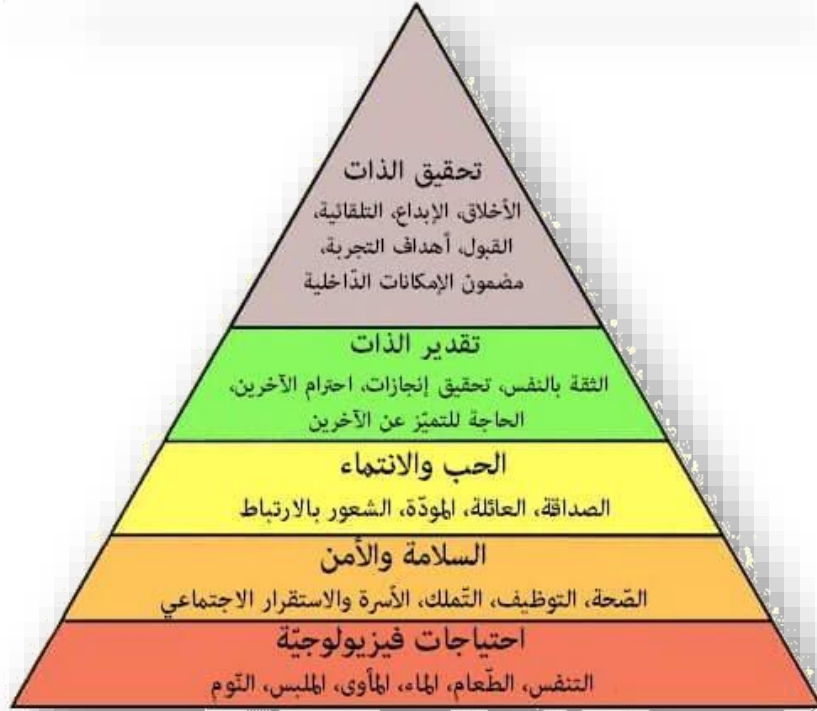 تحقيق الذات
الأخلاق، الإبداع، التلقائية،
القبول، أهداف التجربة،
مضمون الإمكانات الدّاخلية
تقدير الذات
الثقة بالنفس، تحقيق إنجازات، احترام الآخرين،
الحاجة للتميّز عن الآخرين
الحب والانتماء
الصداقة، العائلة، المودّة، الشعور بالارتباط
السلامة والأمن
الصّحة، التوظيف، التّملك، الأسرة والاستقرار الاجتماعي
احتياجات فيزيولوجيّة
التنفس، الطّعام، الماء، المأوى، الملبس، النّوم